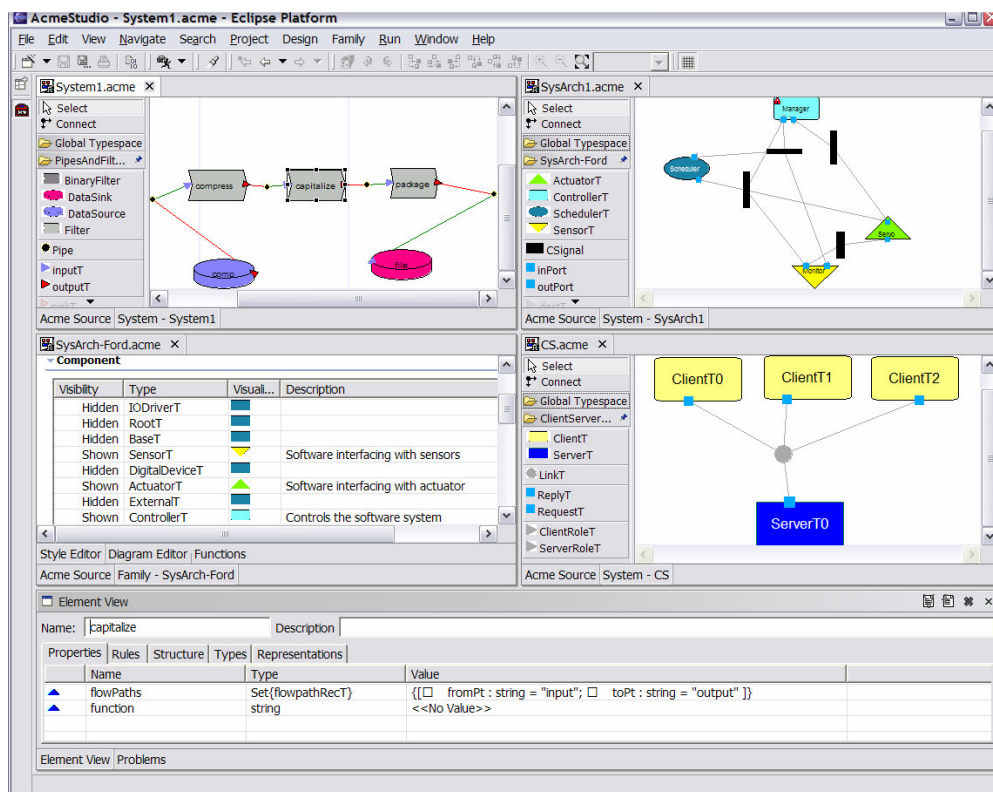 AcmeStudio - System1.acme - Eclipse Platform
File Edit View Navigate Search Project Design Family Run Window Help
System1.acme
Select
Connect
Global Typespace
PipesAndFilt...
BinaryFilter
DataSink
DataSource
Filter
Pipe
inputT
outputT
compress
capitalize
package
comp
file
Acme Source System - System1
SysArch1.acme
Select
Connect
Global Typespace
SysArch-Ford
ActuatorT
ControllerT
SchedulerT
SensorT
CSignal
inPort
outPort
Manager
Scheduler
Servo
Monitor
Acme Source System - SysArch1
SysArch-Ford.acme
Component
Visibility Type Visuali... Description
Hidden IODriverT
Hidden RootT
Hidden BaseT
Shown SensorT Software interfacing with sensors
Hidden DigitalDeviceT
Shown ActuatorT Software interfacing with actuator
Hidden ExternalT
Shown ControllerT Controls the software system
Style Editor Diagram Editor Functions
Acme Source Family - SysArch-Ford
CS.acme
Select
Connect
Global Typespace
ClientServer...
ClientT
ServerT
LinkT
ReplyT
RequestT
ClientRoleT
ServerRoleT
ClientT0
ClientT1
ClientT2
ServerT0
Acme Source System - CS
Element View
Name: capitalize Description
Properties Rules Structure Types Representations
Name Type Value
flowPaths Set{flowpathRecT} {[☐ fromPt : string = "input"; ☐ toPt : string = "output" ]}
function string <<No Value>>
Element View Problems